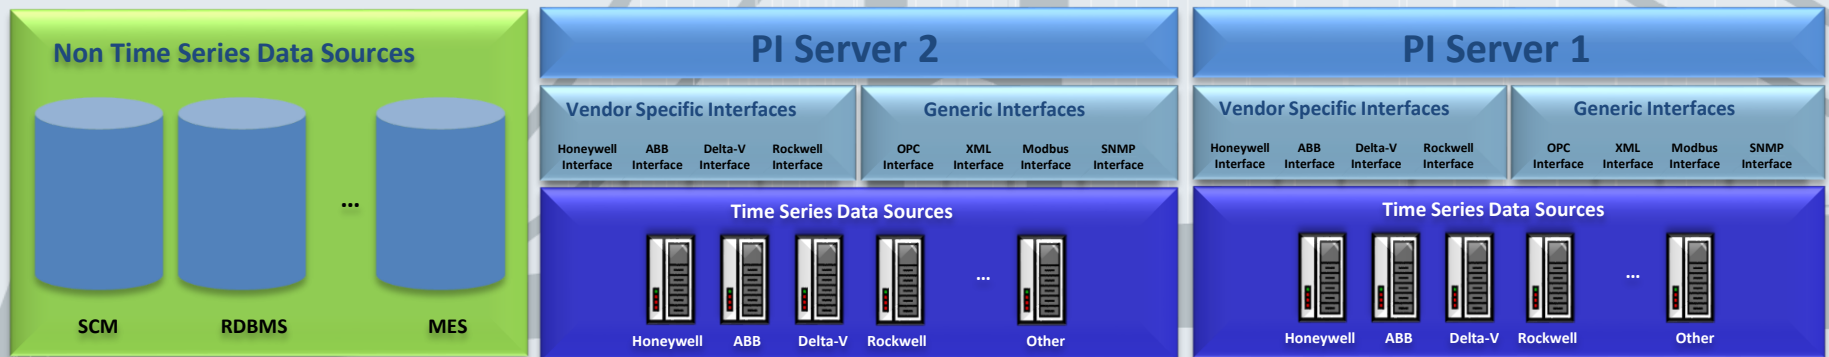 Non Time Series Data Sources
...
SCM RDBMS MES
PI Server 2
Vendor Specific Interfaces
Honeywell Interface ABB Interface Delta-V Interface Rockwell Interface
Generic Interfaces
OPC Interface XML Interface Modbus Interface SNMP Interface
Time Series Data Sources
...
Honeywell ABB Delta-V Rockwell Other
PI Server 1
Vendor Specific Interfaces
Honeywell Interface ABB Interface Delta-V Interface Rockwell Interface
Generic Interfaces
OPC Interface XML Interface Modbus Interface SNMP Interface
Time Series Data Sources
...
Honeywell ABB Delta-V Rockwell Other